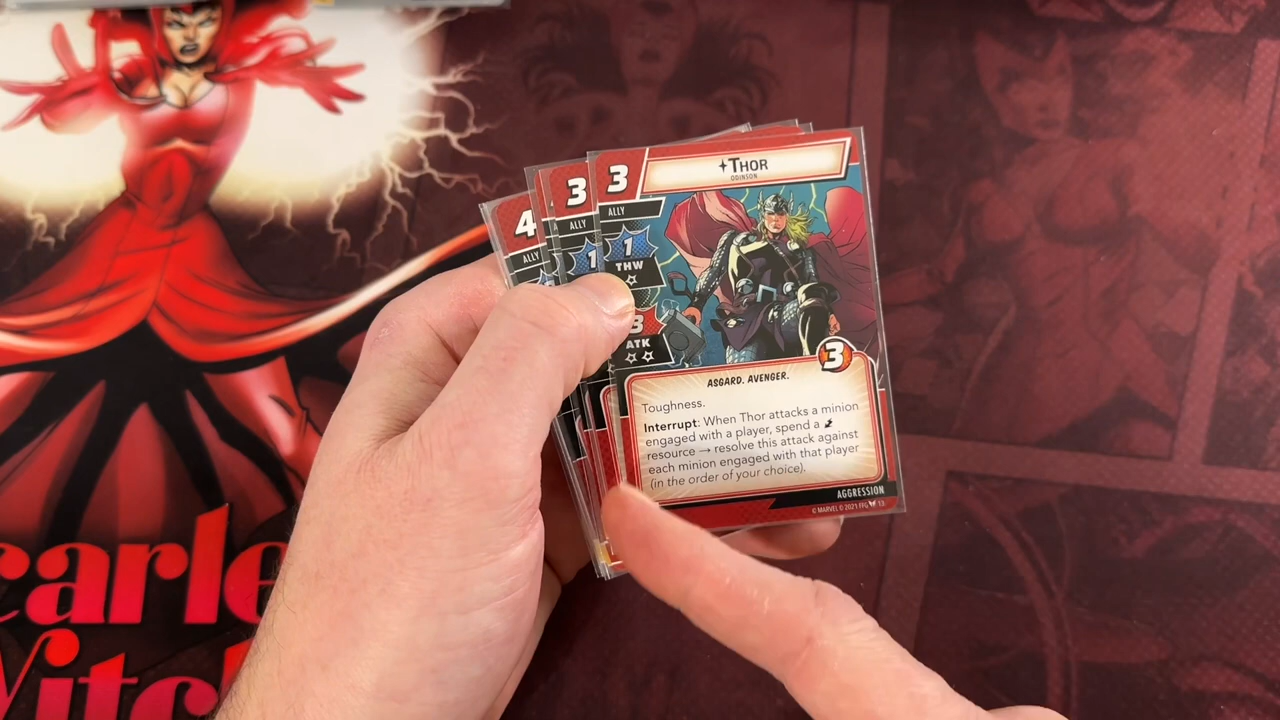 4
ALLY
3
ALLY
1
3
THOR
ODINSON
ALLY
1
THW
3
ATK
3
ASGARD. AVENGER.
Toughness.
Interrupt: When Thor attacks a minion
engaged with a player, spend a
resource → resolve this attack against
each minion engaged with that player
(in the order of your choice).
AGGRESSION
© MARVEL © 2021 FFG 13
carle
Witc